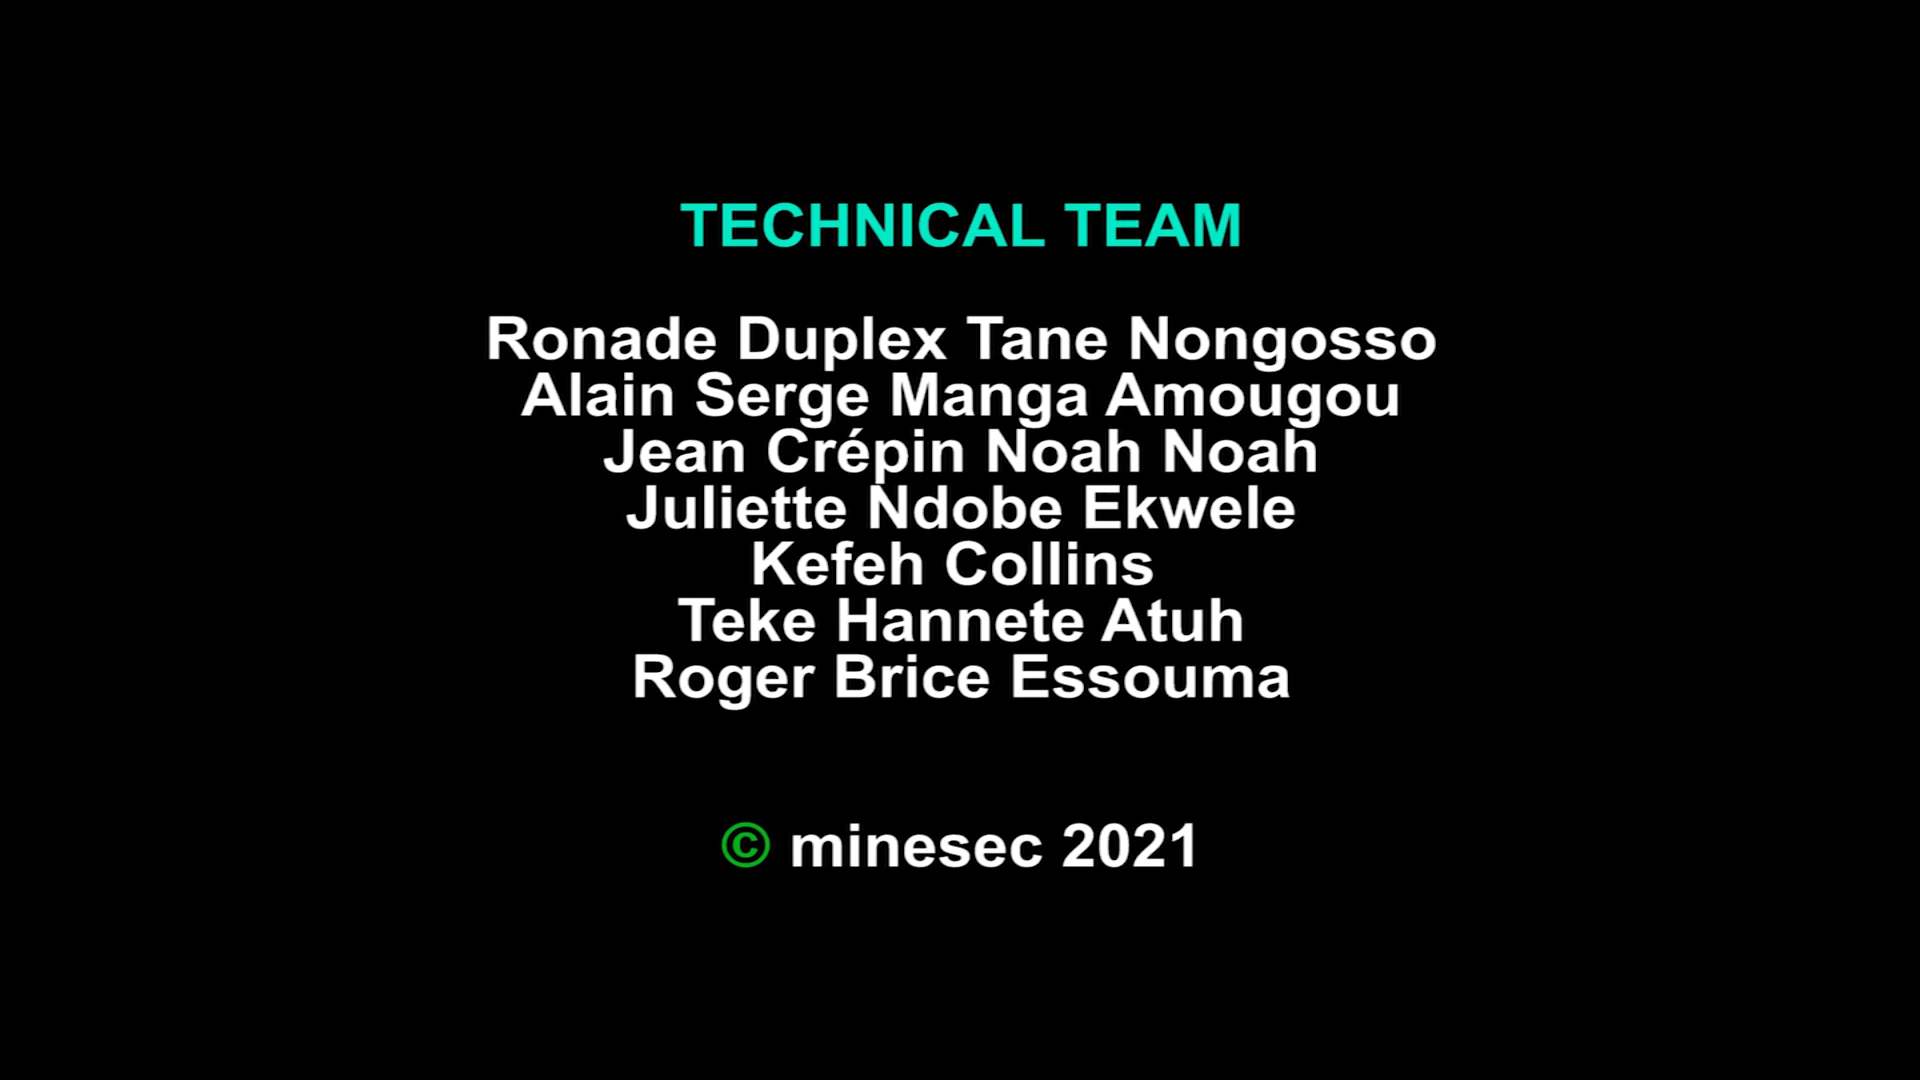 TECHNICAL TEAM
Ronade Duplex Tane Nongosso
Alain Serge Manga Amougou
Jean Crépin Noah Noah
Juliette Ndobe Ekwele
Kefeh Collins
Teke Hannete Atuh
Roger Brice Essouma
© minesec 2021